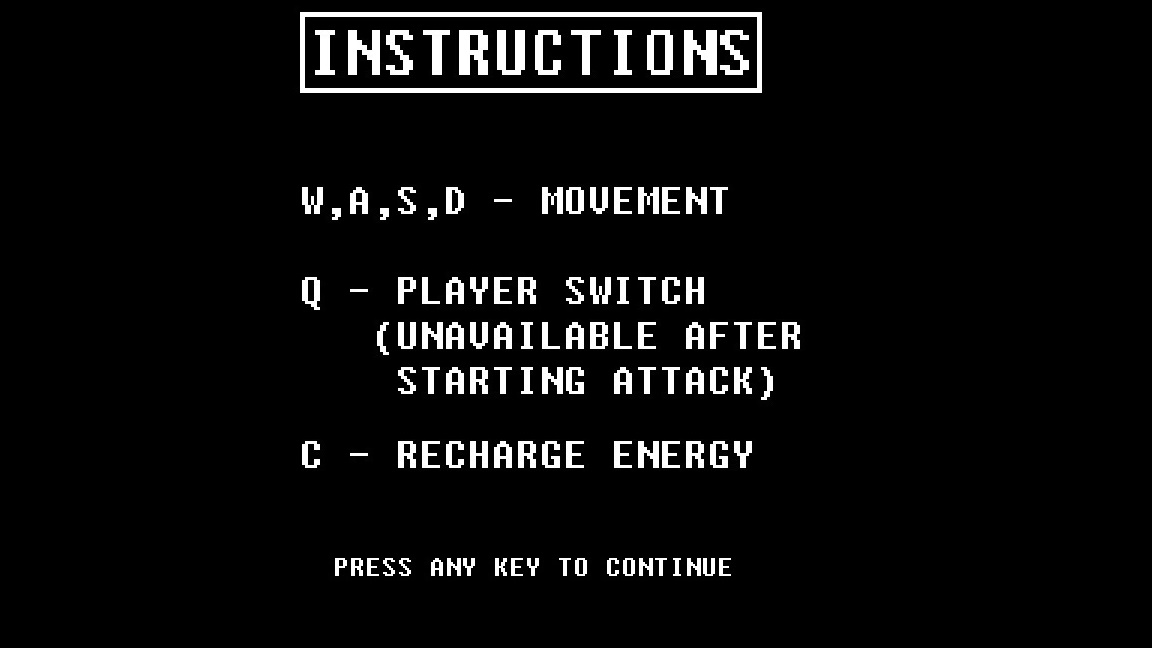 INSTRUCTIONS
W,A,S,D - MOVEMENT
Q - PLAYER SWITCH
(UNAVAILABLE AFTER
STARTING ATTACK)
C - RECHARGE ENERGY
PRESS ANY KEY TO CONTINUE